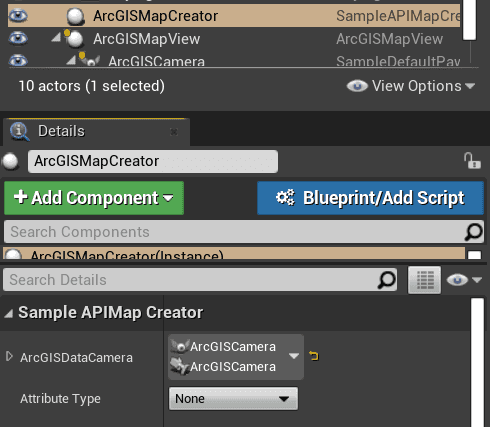 ArcGISMapCreator SampleAPIMapCre
ArcGISMapView ArcGISMapView
ArcGISCamera SampleDefaultPav
10 actors (1 selected) View Options
Details
ArcGISMapCreator
+ Add Component Blueprint/Add Script
Search Components
ArcGISMapCreator(Instance)
Search Details
Sample APIMap Creator
ArcGISDataCamera ArcGISCamera
ArcGISCamera
Attribute Type None